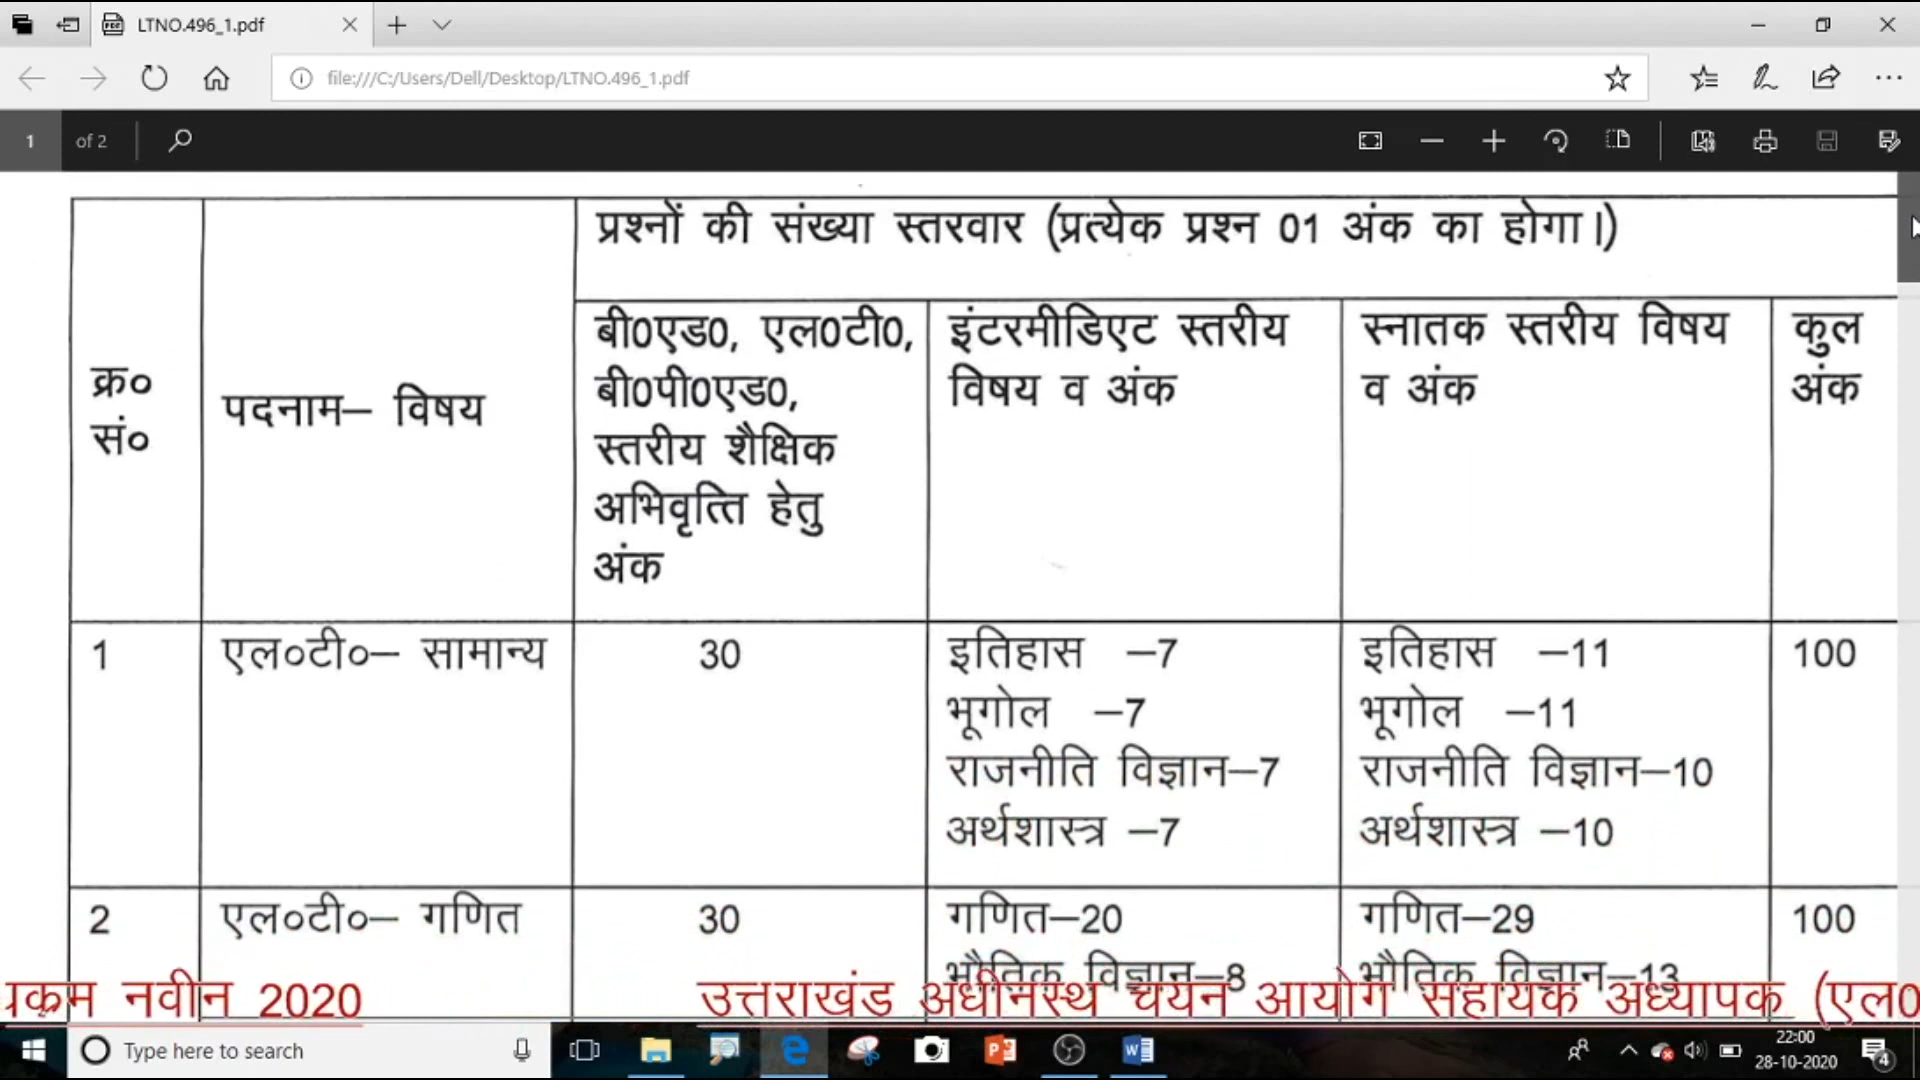 LTNO.496_1.pdf
file:///C:/Users/Dell/Desktop/LTNO.496_1.pdf
1 of 2
प्रश्नों की संख्या स्तरवार (प्रत्येक प्रश्न 01 अंक का होगा।)
क्र०
सं०
पदनाम– विषय
बी0एड0, एल0टी0,
बी0पी0एड0,
स्तरीय शैक्षिक
अभिवृत्ति हेतु
अंक
इंटरमीडिएट स्तरीय
विषय व अंक
स्नातक स्तरीय विषय
व अंक
कुल
अंक
1
एल०टी०– सामान्य
30
इतिहास –7
भूगोल –7
राजनीति विज्ञान–7
अर्थशास्त्र –7
इतिहास –11
भूगोल –11
राजनीति विज्ञान–10
अर्थशास्त्र –10
100
2
एल०टी०– गणित
30
गणित–20
भौतिक विज्ञान–8
गणित–29
भौतिक विज्ञान–13
100
नवीन 2020
उत्तराखंड अधीनस्थ चयन आयोग सहायक अध्यापक (एल0
Type here to search
22:00
28-10-2020
4